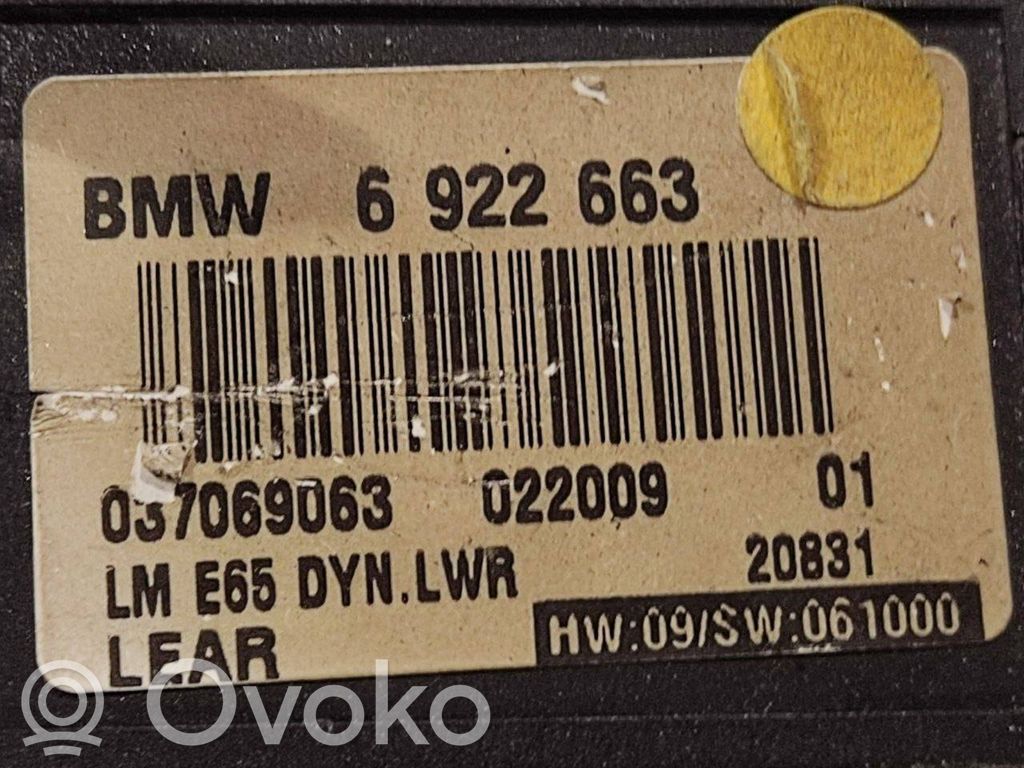 BMW 6 922 663
037069063 022009 01
LM E65 DYN.LWR 20831
LEAR HW:09/SW:061000
Ovoko